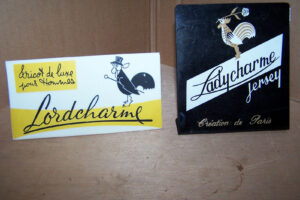 tricot de luxe
pour Hommes
Lordcharme
Ladycharme
Jersey
Création de Paris